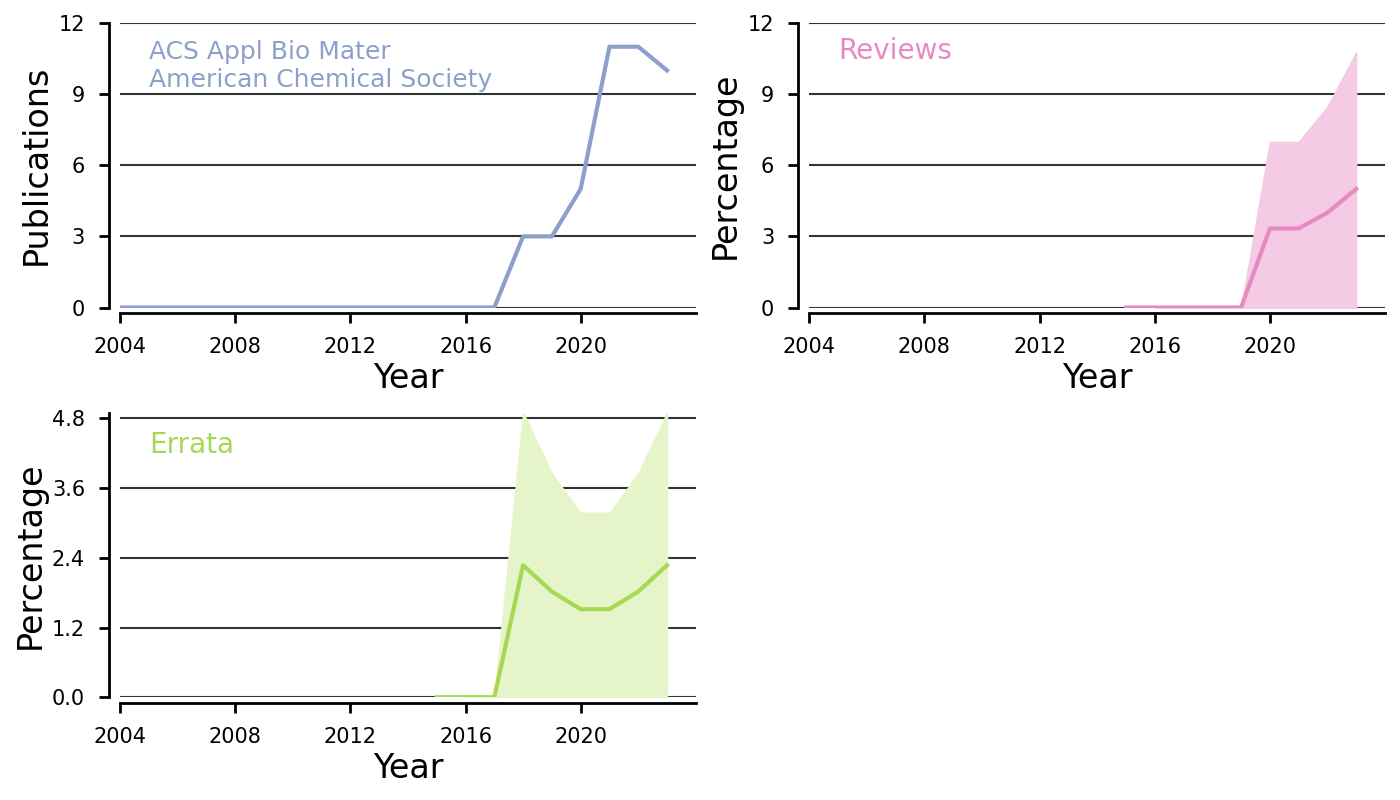 12
9
6
3
0
Publications
ACS Appl Bio Mater
American Chemical Society
2004 2008 2012 2016 2020
Year
12
9
6
3
0
Percentage
Reviews
2004 2008 2012 2016 2020
Year
4.8
3.6
2.4
1.2
0.0
Percentage
Errata
2004 2008 2012 2016 2020
Year